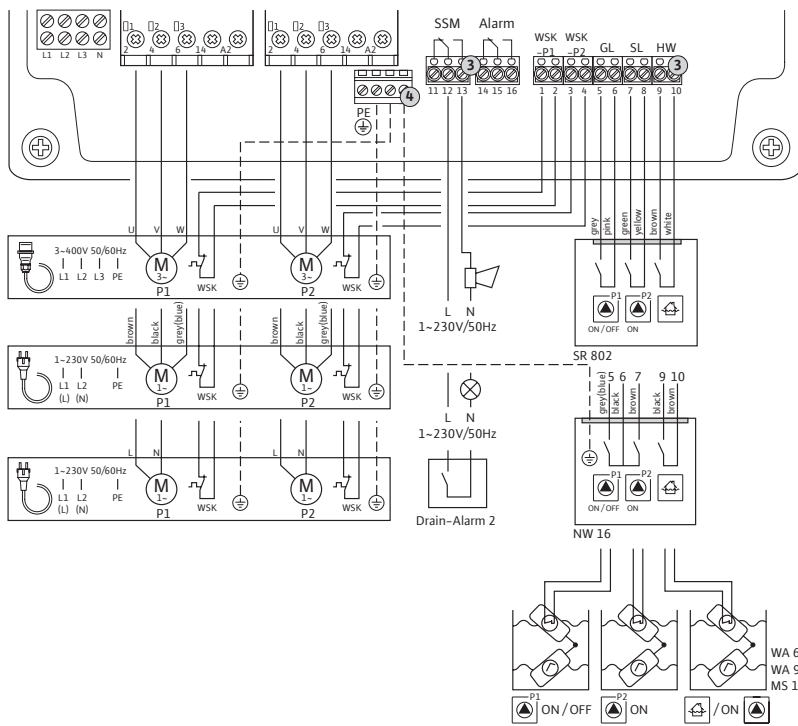 SSM Alarm
WSK WSK
-P1 -P2 GL SL HW
1 2 3
1 2 3
L1 L2 L3 N
2 4 6 14 A2
2 4 6 14 A2
3 3
4
11 12 13 14 15 16
1 2 3 4 5 6 7 8 9 10
PE
grey pink green yellow brown white
U V W
U V W
3~400V 50/60Hz
L1 L2 L3 PE
M
3~
P1
WSK
M
3~
P2
WSK
L N
1~230V/50Hz
P1 P2
ON/OFF ON
SR 802
brown black grey(blue)
brown black grey(blue)
1~230V 50/60Hz
L1 L2 PE
(L) (N)
M
1~
P1
WSK
M
1~
P2
WSK
5 6 7 9 10
grey(blue) black brown black brown
L N
1~230V/50Hz
L N
L N
1~230V 50/60Hz
L1 L2 PE
(L) (N)
M
1~
P1
WSK
M
1~
P2
WSK
Drain-Alarm 2
P1 P2
ON/OFF ON
NW 16
WA 6
WA 9
MS 1
P1 ON/OFF
P2 ON
/ON